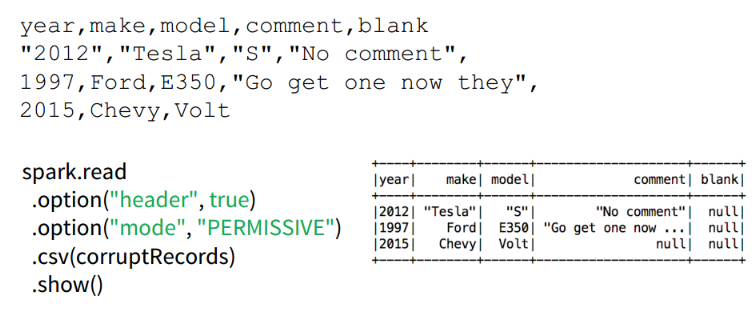 year,make,model,comment,blank
"2012","Tesla","S","No comment",
1997,Ford,E350,"Go get one now they",
2015,Chevy,Volt
spark.read
.option("header", true)
.option("mode", "PERMISSIVE")
.csv(corruptRecords)
.show()
+----+-------+-----+--------------------+-----+
|year|   make|model|             comment|blank|
+----+-------+-----+--------------------+-----+
|2012|"Tesla"|  "S"|        "No comment"| null|
|1997|   Ford| E350|"Go get one now ...| null|
|2015|  Chevy| Volt|                null| null|
+----+-------+-----+--------------------+-----+